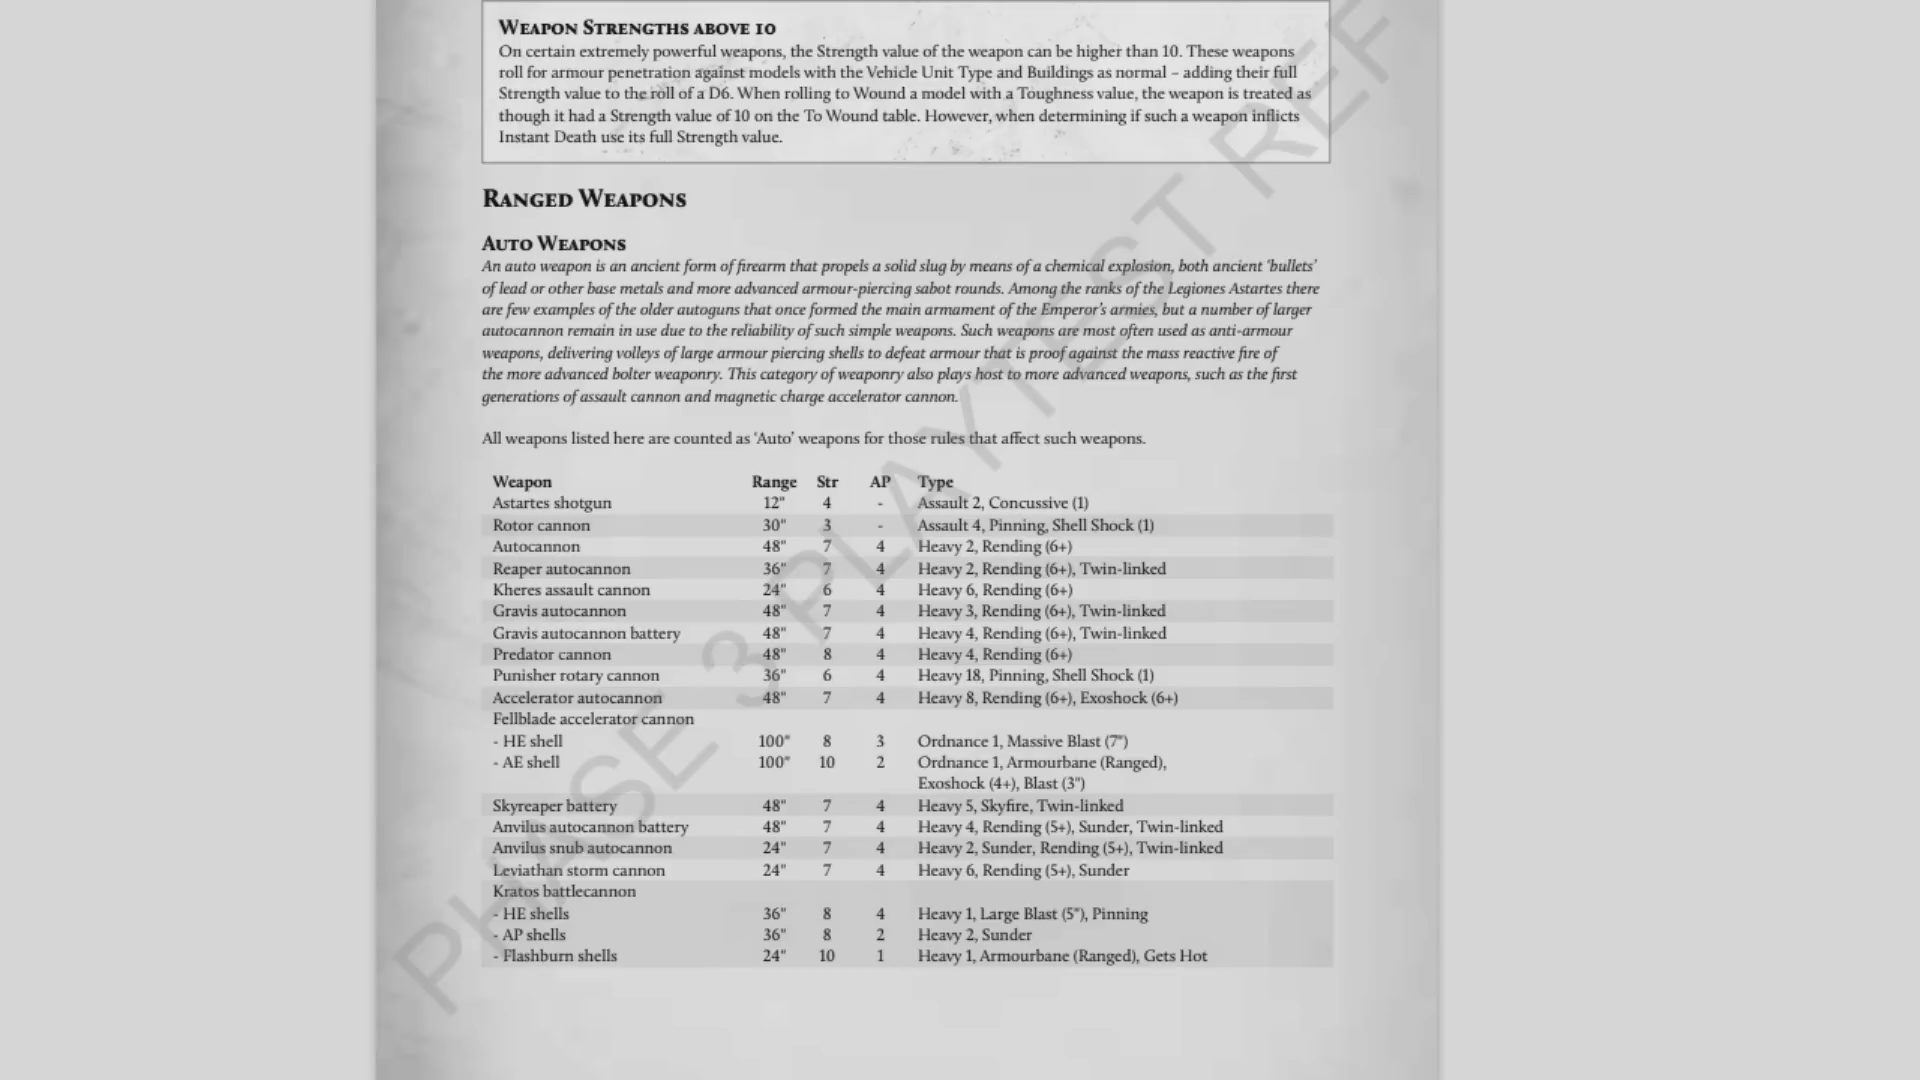 WEAPON STRENGTHS ABOVE 10
On certain extremely powerful weapons, the Strength value of the weapon can be higher than 10. These weapons
roll for armour penetration against models with the Vehicle Unit Type and Buildings as normal – adding their full
Strength value to the roll of a D6. When rolling to Wound a model with a Toughness value, the weapon is treated as
though it had a Strength value of 10 on the To Wound table. However, when determining if such a weapon inflicts
Instant Death use its full Strength value.
RANGED WEAPONS
AUTO WEAPONS
An auto weapon is an ancient form of firearm that propels a solid slug by means of a chemical explosion, both ancient ‘bullets’
of lead or other base metals and more advanced armour-piercing sabot rounds. Among the ranks of the Legiones Astartes there
are few examples of the older autoguns that once formed the main armament of the Emperor's armies, but a number of larger
autocannon remain in use due to the reliability of such simple weapons. Such weapons are most often used as anti-armour
weapons, delivering volleys of large armour piercing shells to defeat armour that is proof against the mass reactive fire of
the more advanced bolter weaponry. This category of weaponry also plays host to more advanced weapons, such as the first
generations of assault cannon and magnetic charge accelerator cannon.
All weapons listed here are counted as ‘Auto’ weapons for those rules that affect such weapons.
Weapon Range Str AP Type
Astartes shotgun 12" 4 - Assault 2, Concussive (1)
Rotor cannon 30" 3 - Assault 4, Pinning, Shell Shock (1)
Autocannon 48" 7 4 Heavy 2, Rending (6+)
Reaper autocannon 36" 7 4 Heavy 2, Rending (6+), Twin-linked
Kheres assault cannon 24" 6 4 Heavy 6, Rending (6+)
Gravis autocannon 48" 7 4 Heavy 3, Rending (6+), Twin-linked
Gravis autocannon battery 48" 7 4 Heavy 4, Rending (6+), Twin-linked
Predator cannon 48" 8 4 Heavy 4, Rending (6+)
Punisher rotary cannon 36" 6 4 Heavy 18, Pinning, Shell Shock (1)
Accelerator autocannon 48" 7 4 Heavy 8, Rending (6+), Exoshock (6+)
Fellblade accelerator cannon
- HE shell 100" 8 3 Ordnance 1, Massive Blast (7")
- AE shell 100" 10 2 Ordnance 1, Armourbane (Ranged),
Exoshock (4+), Blast (3")
Skyreaper battery 48" 7 4 Heavy 5, Skyfire, Twin-linked
Anvilus autocannon battery 48" 7 4 Heavy 4, Rending (5+), Sunder, Twin-linked
Anvilus snub autocannon 24" 7 4 Heavy 2, Sunder, Rending (5+), Twin-linked
Leviathan storm cannon 24" 7 4 Heavy 6, Rending (5+), Sunder
Kratos battlecannon
- HE shells 36" 8 4 Heavy 1, Large Blast (5"), Pinning
- AP shells 36" 8 2 Heavy 2, Sunder
- Flashburn shells 24" 10 1 Heavy 1, Armourbane (Ranged), Gets Hot
PHASE 3 PLAYTEST REF